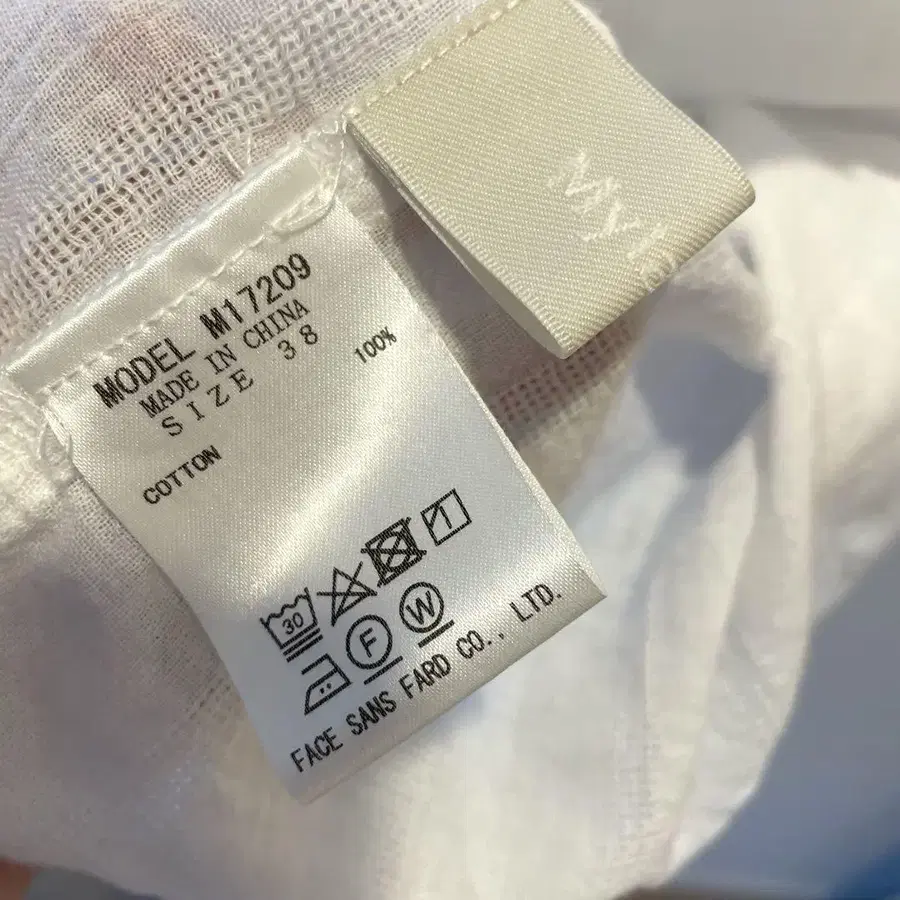 MODEL M17209
MADE IN CHINA
SIZE 38
100%
COTTON
1
30
F
W
FACE SANS FARD CO., LTD.